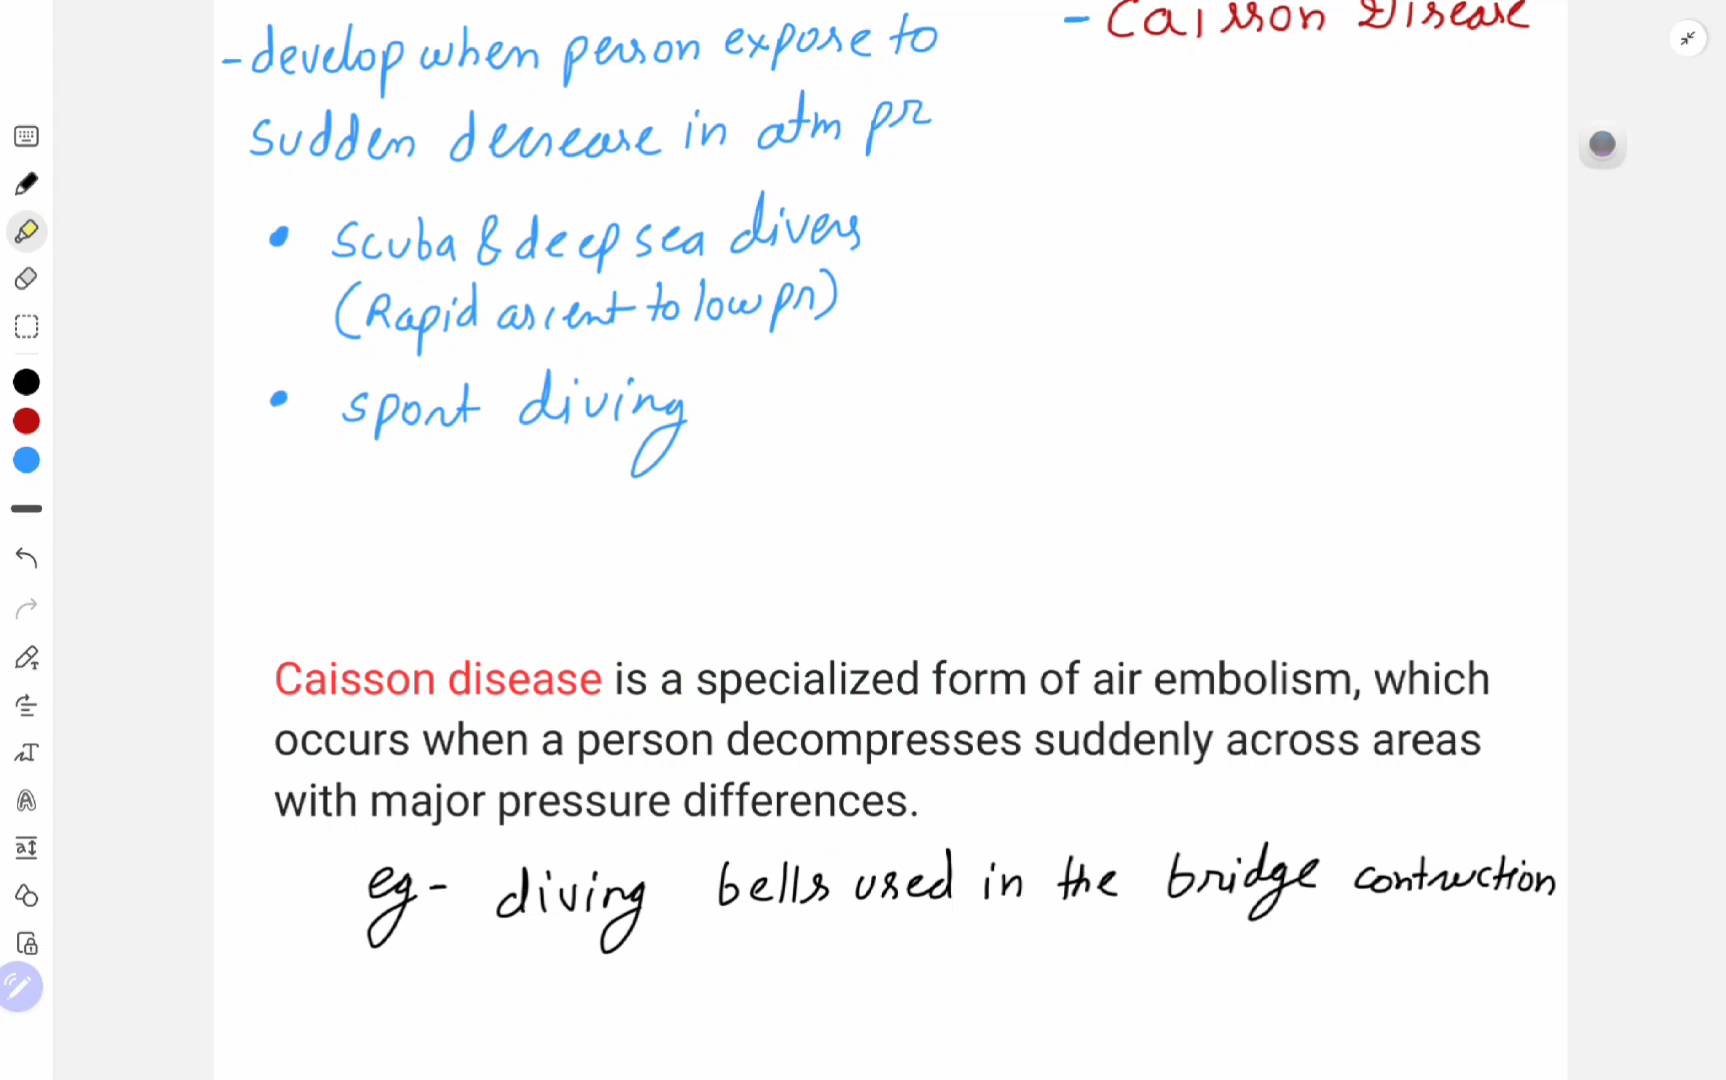 - Caisson Disease
- develop when person expose to
sudden decrease in atm pr
• Scuba & deep sea divers
(Rapid ascent to low pr)
• sport diving
Caisson disease is a specialized form of air embolism, which
occurs when a person decompresses suddenly across areas
with major pressure differences.
eg - diving bells used in the bridge contruction